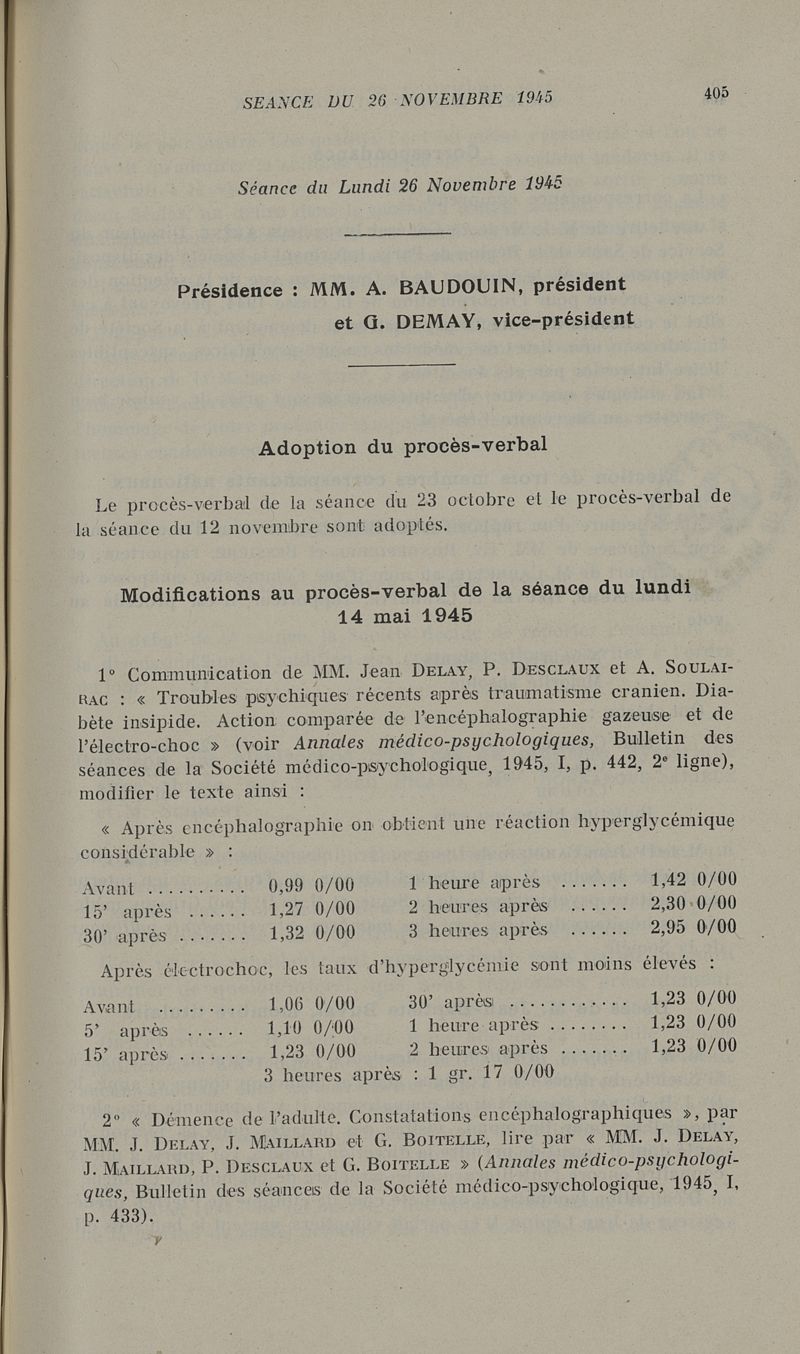 SEANCE DU 26 NOVEMBRE 1945 405
Séance du Lundi 26 Novembre 1945
Présidence : MM. A. BAUDOUIN, président
et G. DEMAY, vice-président
Adoption du procès-verbal
Le procès-verbal de la séance du 23 octobre et le procès-verbal de
la séance du 12 novembre sont adoptés.
Modifications au procès-verbal de la séance du lundi
14 mai 1945
1° Communication de MM. Jean DELAY, P. DESCLAUX et A. SOULAI-
RAC : « Troubles psychiques récents après traumatisme cranien. Dia-
bète insipide. Action comparée de l'encéphalographie gazeuse et de
l'électro-choc » (voir Annales médico-psychologiques, Bulletin des
séances de la Société médico-psychologique, 1945, I, p. 442, 2e ligne),
modifier le texte ainsi :
« Après encéphalographie on obtient une réaction hyperglycémique
considérable » :
Avant .......... 0,99 0/00 1 heure après ....... 1,42 0/00
15' après ...... 1,27 0/00 2 heures après ...... 2,30 0/00
30' après ....... 1,32 0/00 3 heures après ...... 2,95 0/00
Après électrochoc, les taux d'hyperglycémie sont moins élevés :
Avant ......... 1,06 0/00 30' après ............ 1,23 0/00
5' après ...... 1,10 0/00 1 heure après ........ 1,23 0/00
15' après ....... 1,23 0/00 2 heures après ....... 1,23 0/00
3 heures après : 1 gr. 17 0/00
2° « Démence de l'adulte. Constatations encéphalographiques », par
MM. J. DELAY, J. MAILLARD et G. BOITELLE, lire par « MM. J. DELAY,
J. MAILLARD, P. DESCLAUX et G. BOITELLE » (Annales médico-psychologi-
ques, Bulletin des séances de la Société médico-psychologique, 1945, I,
p. 433).